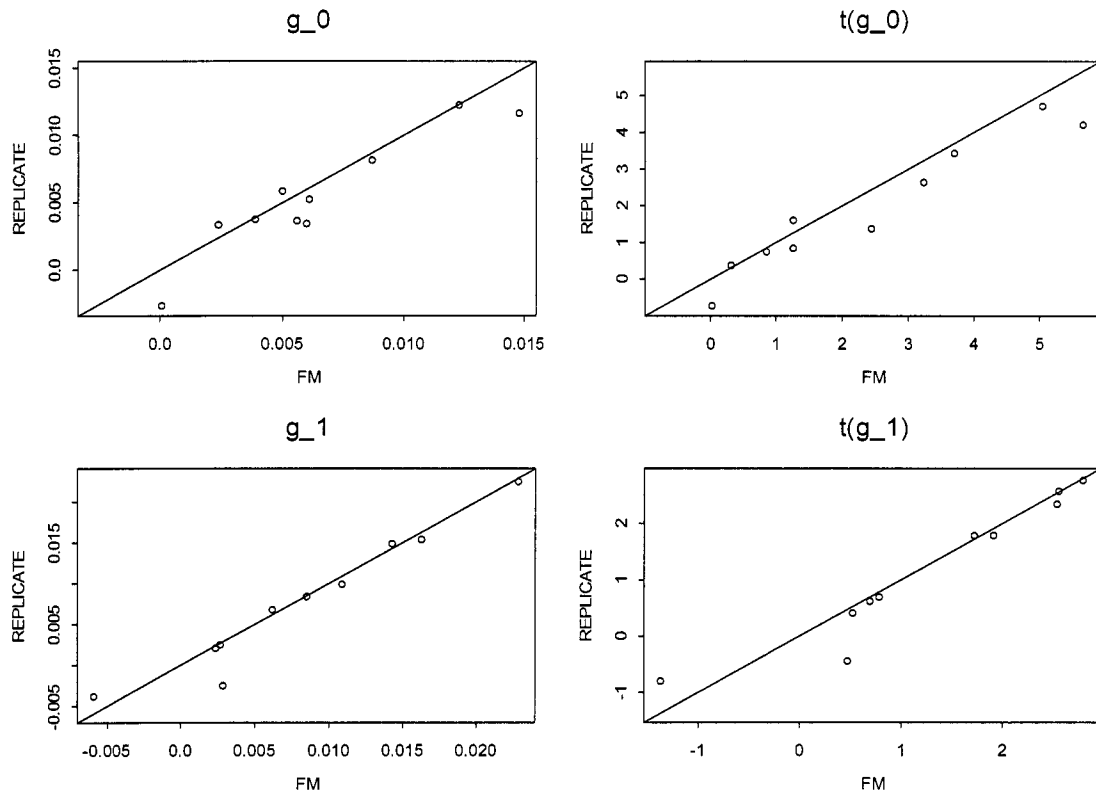 g_0
REPLICATE
0.0 0.005 0.010 0.015
0.0 0.005 0.010 0.015
FM
t(g_0)
REPLICATE
0 1 2 3 4 5
0 1 2 3 4 5
FM
g_1
REPLICATE
-0.005 0.005 0.015
-0.005 0.0 0.005 0.010 0.015 0.020
FM
t(g_1)
REPLICATE
-1 0 1 2
-1 0 1 2
FM